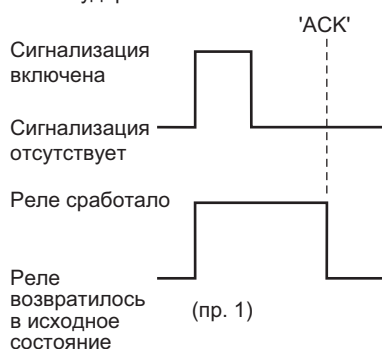 'ACK'
Сигнализация
включена
Сигнализация
отсутствует
Реле сработало
Реле
возвратилось
в исходное
состояние
(пр. 1)